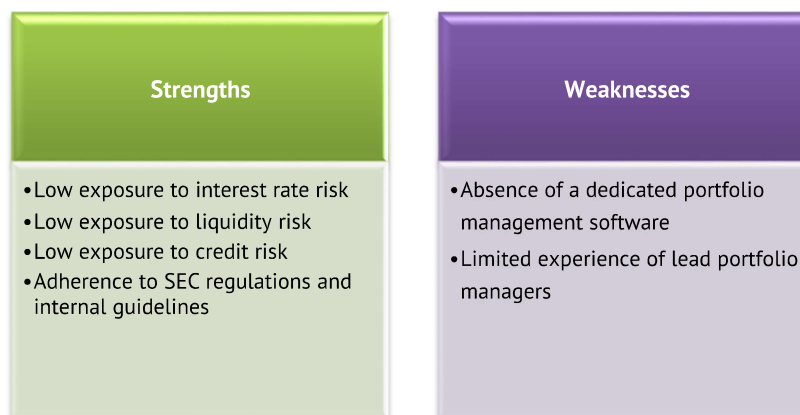 Strengths
•Low exposure to interest rate risk
•Low exposure to liquidity risk
•Low exposure to credit risk
•Adherence to SEC regulations and
internal guidelines
Weaknesses
•Absence of a dedicated portfolio
management software
•Limited experience of lead portfolio
managers